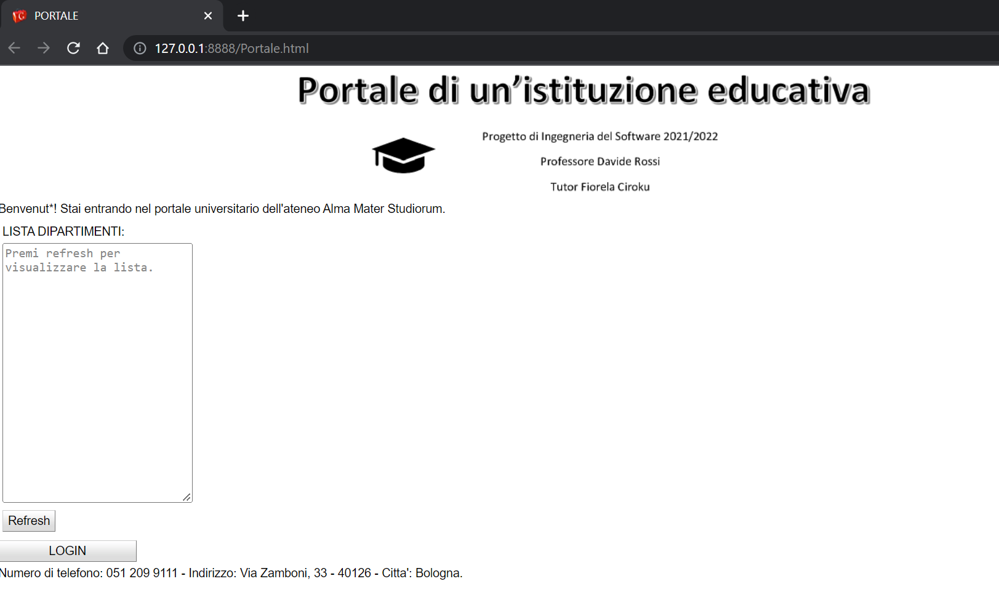 PORTALE
127.0.0.1:8888/Portale.html
Portale di un’istituzione educativa
Progetto di Ingegneria del Software 2021/2022
Professore Davide Rossi
Tutor Fiorela Ciroku
Benvenut*! Stai entrando nel portale universitario dell'ateneo Alma Mater Studiorum.
LISTA DIPARTIMENTI:
Premi refresh per
visualizzare la lista.
Refresh
LOGIN
Numero di telefono: 051 209 9111 - Indirizzo: Via Zamboni, 33 - 40126 - Citta': Bologna.